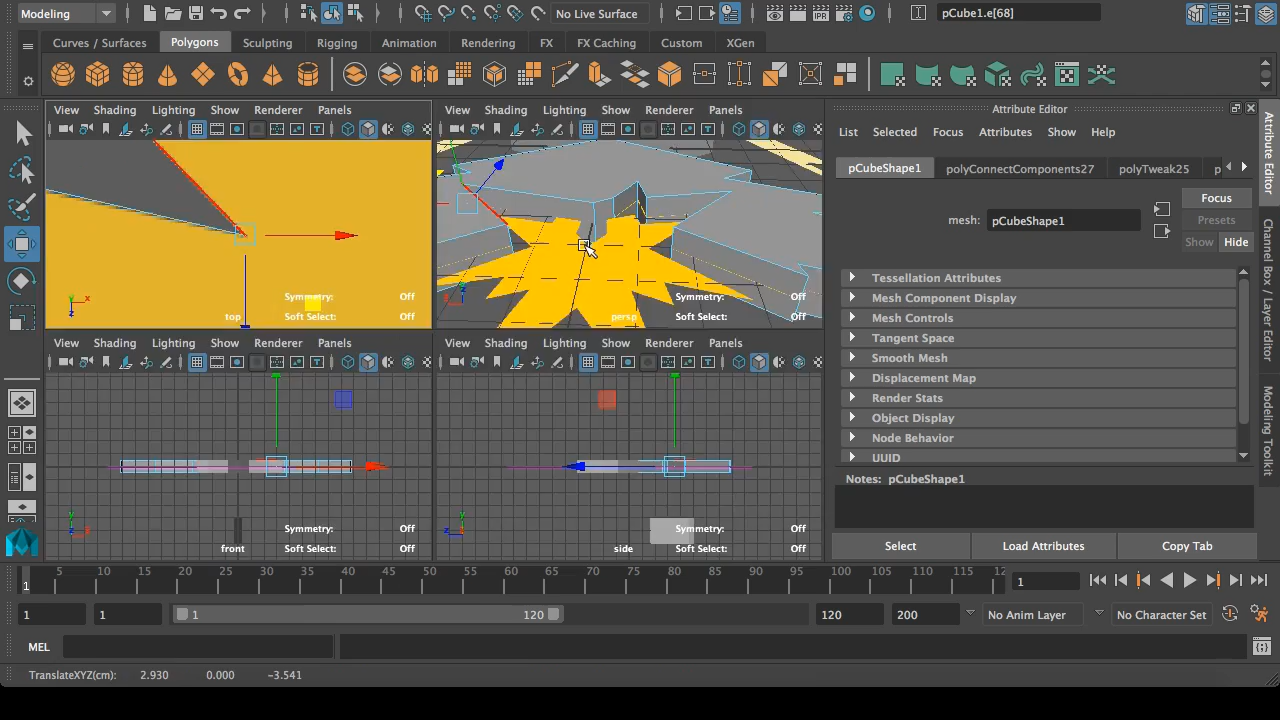 Modeling
No Live Surface
pCube1.e[68]
Curves / Surfaces Polygons Sculpting Rigging Animation Rendering FX FX Caching Custom XGen
View Shading Lighting Show Renderer Panels
View Shading Lighting Show Renderer Panels
Symmetry: Off
top Soft Select: Off
Symmetry: Off
persp Soft Select: Off
View Shading Lighting Show Renderer Panels
View Shading Lighting Show Renderer Panels
Symmetry: Off
front Soft Select: Off
Symmetry: Off
side Soft Select: Off
Attribute Editor
List Selected Focus Attributes Show Help
pCubeShape1 polyConnectComponents27 polyTweak25 p
Focus
mesh: pCubeShape1
Presets
Show Hide
Tessellation Attributes
Mesh Component Display
Mesh Controls
Tangent Space
Smooth Mesh
Displacement Map
Render Stats
Object Display
Node Behavior
UUID
Notes: pCubeShape1
Select Load Attributes Copy Tab
Attribute Editor
Channel Box / Layer Editor
Modeling Toolkit
1 5 10 15 20 25 30 35 40 45 50 55 60 65 70 75 80 85 90 95 100 105 110 115 12
1
1 1 1 120 120 200 No Anim Layer No Character Set
MEL
TranslateXYZ(cm): 2.930 0.000 -3.541